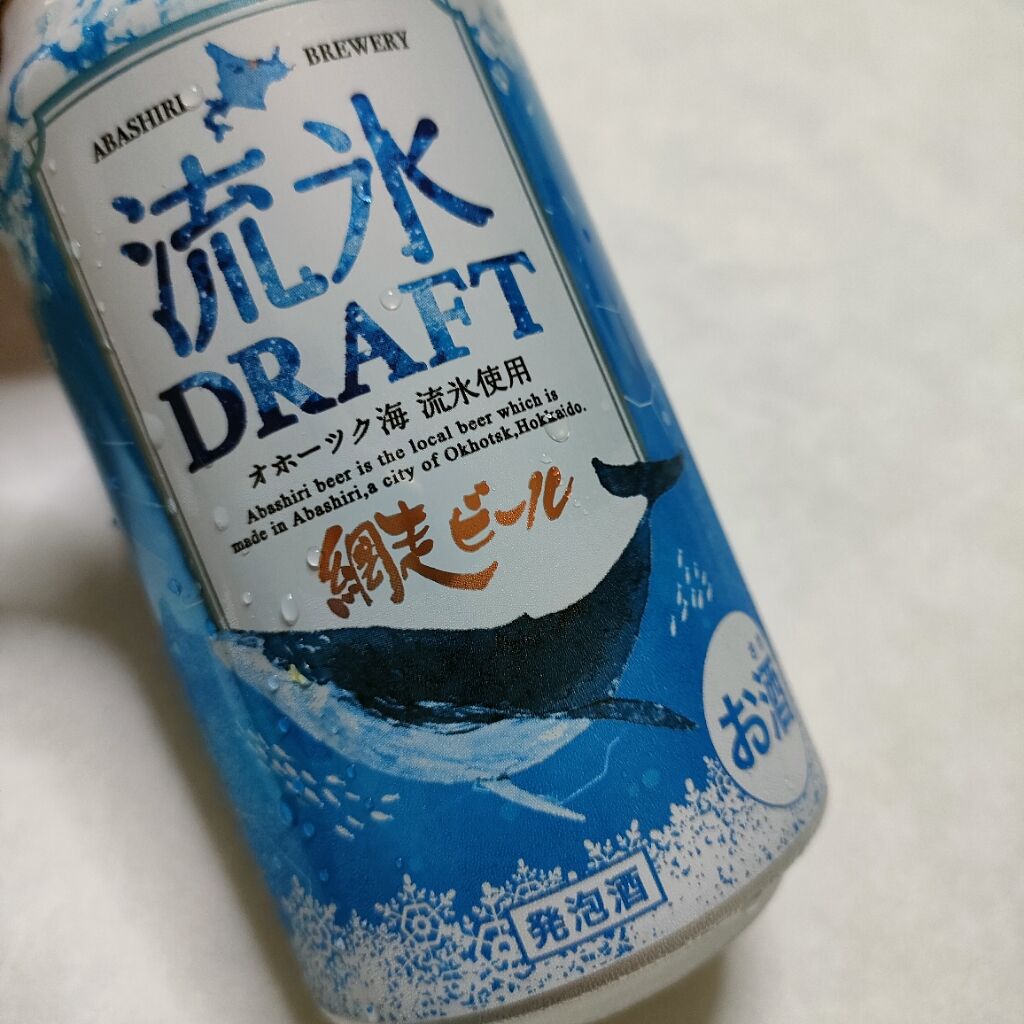 ABASHIRI BREWERY
流氷
DRAFT
オホーツク海 流氷使用
Abashiri beer is the local beer which is
made in Abashiri,a city of Okhotsk,Hokkaido.
網走ビール
お酒
発泡酒